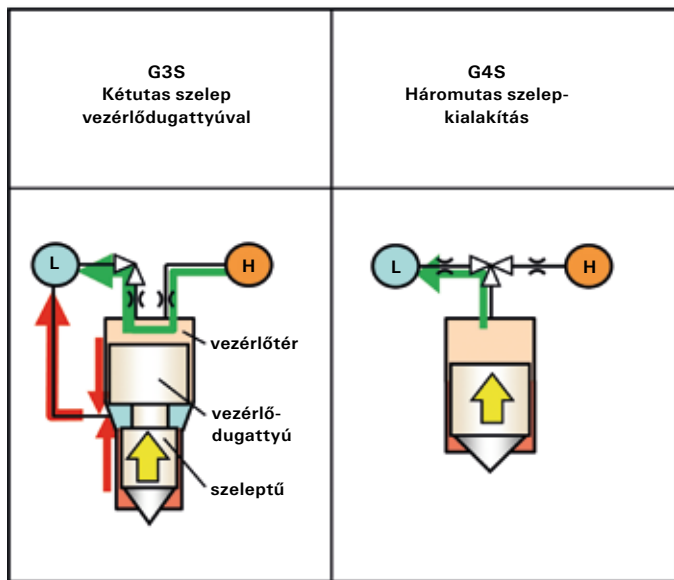 G3S
Kétutas szelep
vezérlődugattyúval
G4S
Háromutas szelep-
kialakítás
L
H
vezérlőtér
vezérlő-
dugattyú
szeleptű
L
H